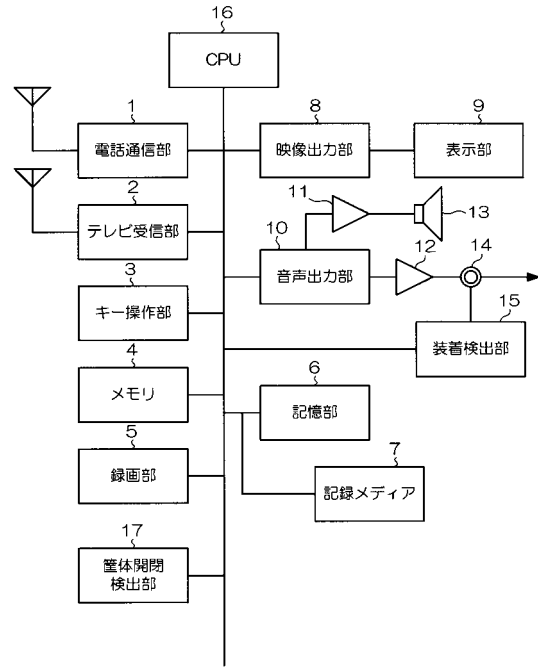 16
CPU
1
電話通信部
8
映像出力部
9
表示部
2
テレビ受信部
11
13
10
音声出力部
12
14
3
キー操作部
15
装着検出部
4
メモリ
6
記憶部
5
録画部
7
記録メディア
17
筐体開閉
検出部